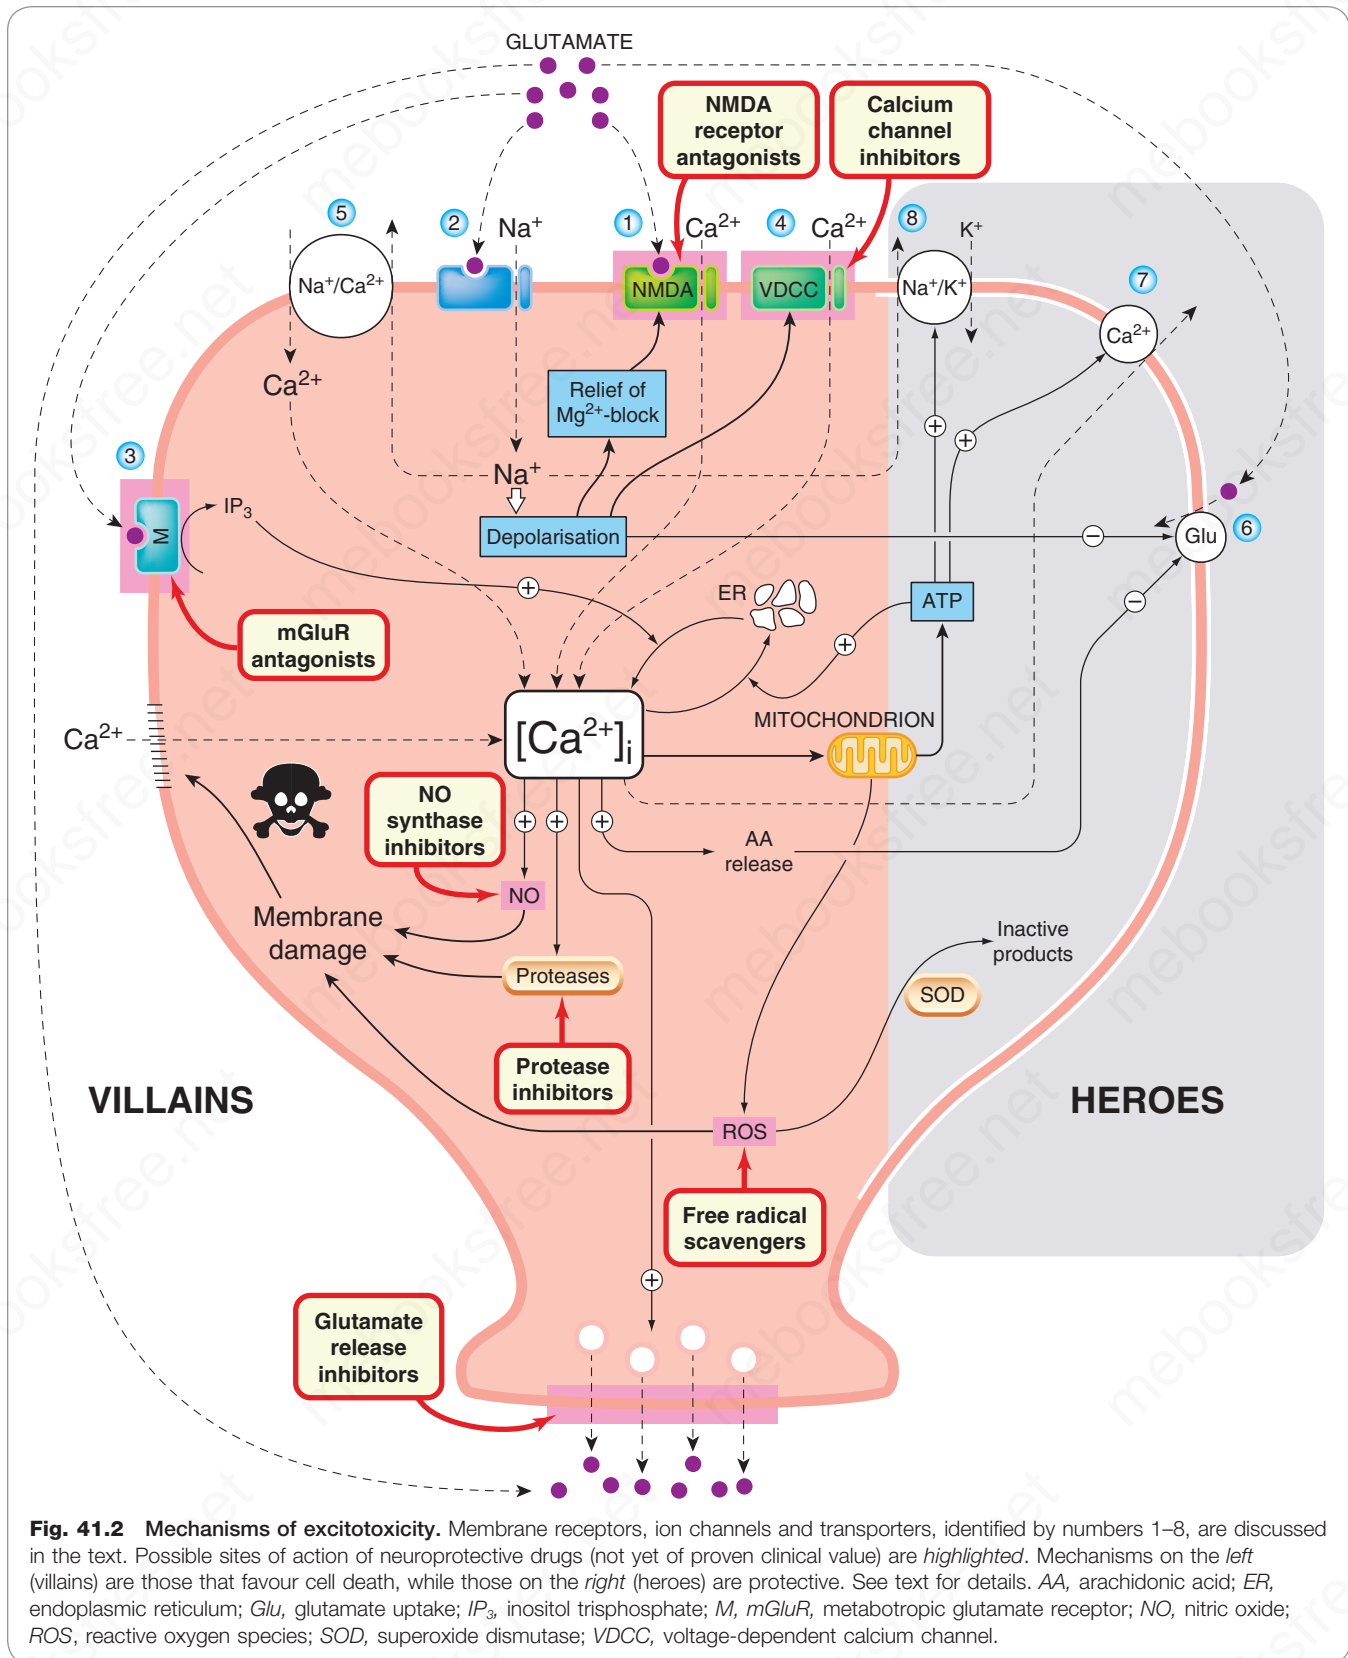 GLUTAMATE
NMDA
receptor
antagonists
Calcium
channel
inhibitors
5
2
Na⁺
1
Ca²⁺
4
Ca²⁺
8
K⁺
7
Na⁺/Ca²⁺
NMDA
VDCC
Na⁺/K⁺
Ca²⁺
Ca²⁺
Relief of
Mg²⁺-block
+
+
3
Na⁺
IP₃
M
Depolarisation
−
Glu
6
+
ER
ATP
−
mGluR
antagonists
+
Ca²⁺
[Ca²⁺]ᵢ
MITOCHONDRION
NO
synthase
inhibitors
+
+
+
AA
release
NO
Membrane
damage
Inactive
products
Proteases
SOD
Protease
inhibitors
VILLAINS
HEROES
ROS
Free radical
scavengers
+
Glutamate
release
inhibitors
Fig. 41.2 Mechanisms of excitotoxicity. Membrane receptors, ion channels and transporters, identified by numbers 1–8, are discussed
in the text. Possible sites of action of neuroprotective drugs (not yet of proven clinical value) are highlighted. Mechanisms on the left
(villains) are those that favour cell death, while those on the right (heroes) are protective. See text for details. AA, arachidonic acid; ER,
endoplasmic reticulum; Glu, glutamate uptake; IP₃, inositol trisphosphate; M, mGluR, metabotropic glutamate receptor; NO, nitric oxide;
ROS, reactive oxygen species; SOD, superoxide dismutase; VDCC, voltage-dependent calcium channel.
mebooksfree.net